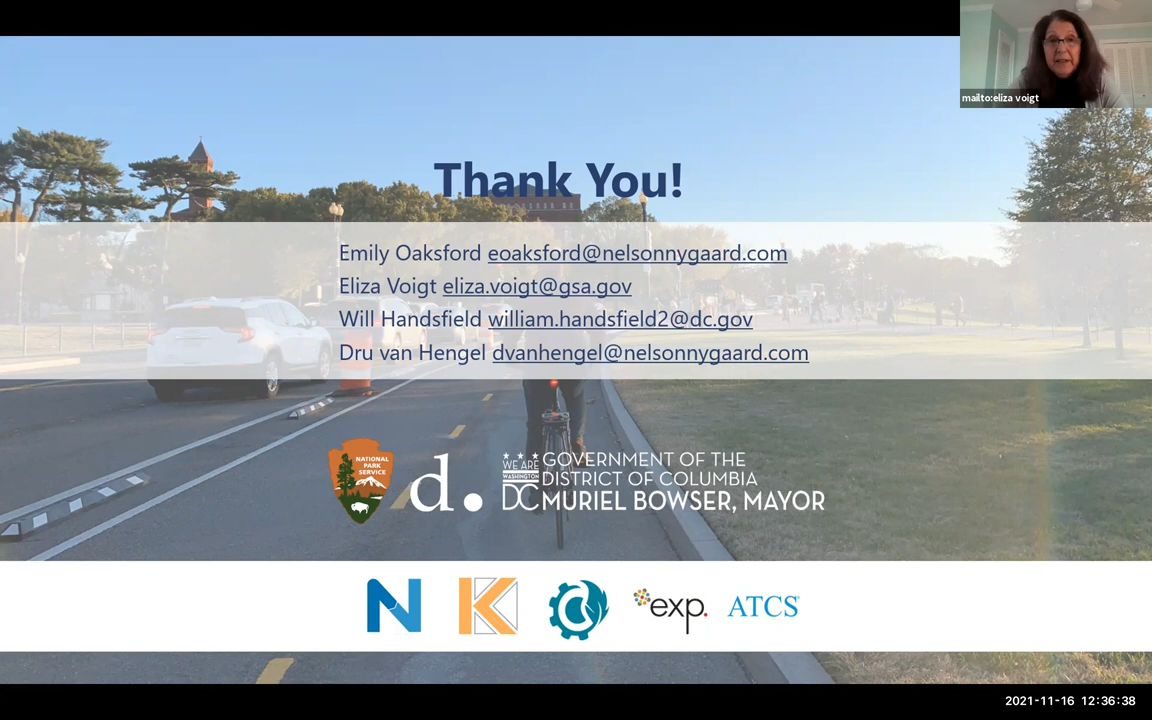 mailto:eliza voigt
Thank You!
Emily Oaksford eoaksford@nelsonnygaard.com
Eliza Voigt eliza.voigt@gsa.gov
Will Handsfield william.handsfield2@dc.gov
Dru van Hengel dvanhengel@nelsonnygaard.com
NATIONAL
PARK
SERVICE
d.
WE ARE
WASHINGTON
DC
GOVERNMENT OF THE
DISTRICT OF COLUMBIA
MURIEL BOWSER, MAYOR
N
K
exp.
ATCS
2021-11-16 12:36:38